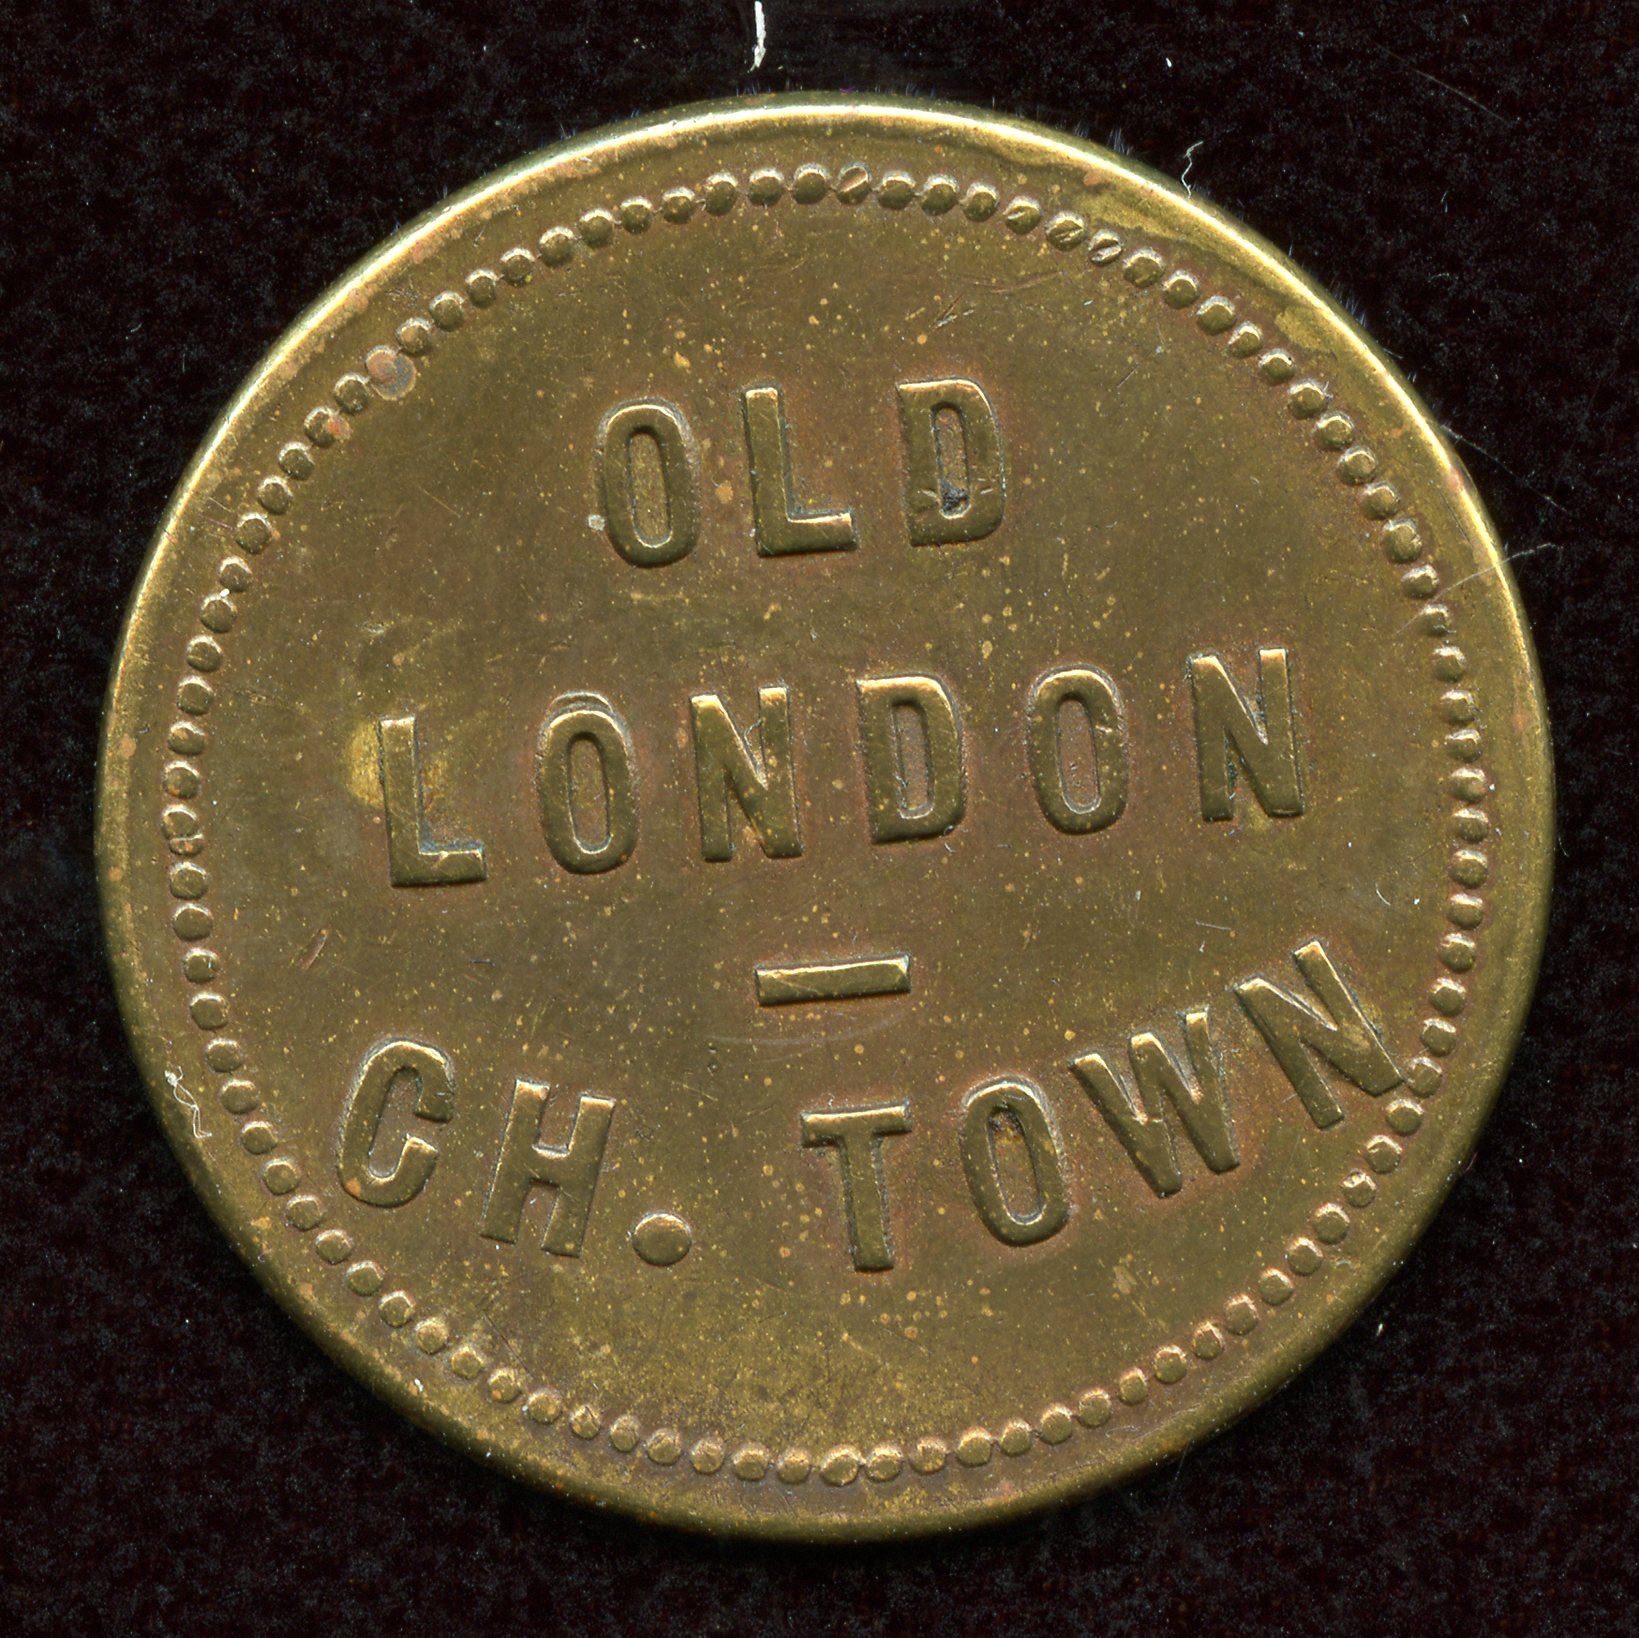 OLD
LONDON
—
CH. TOWN